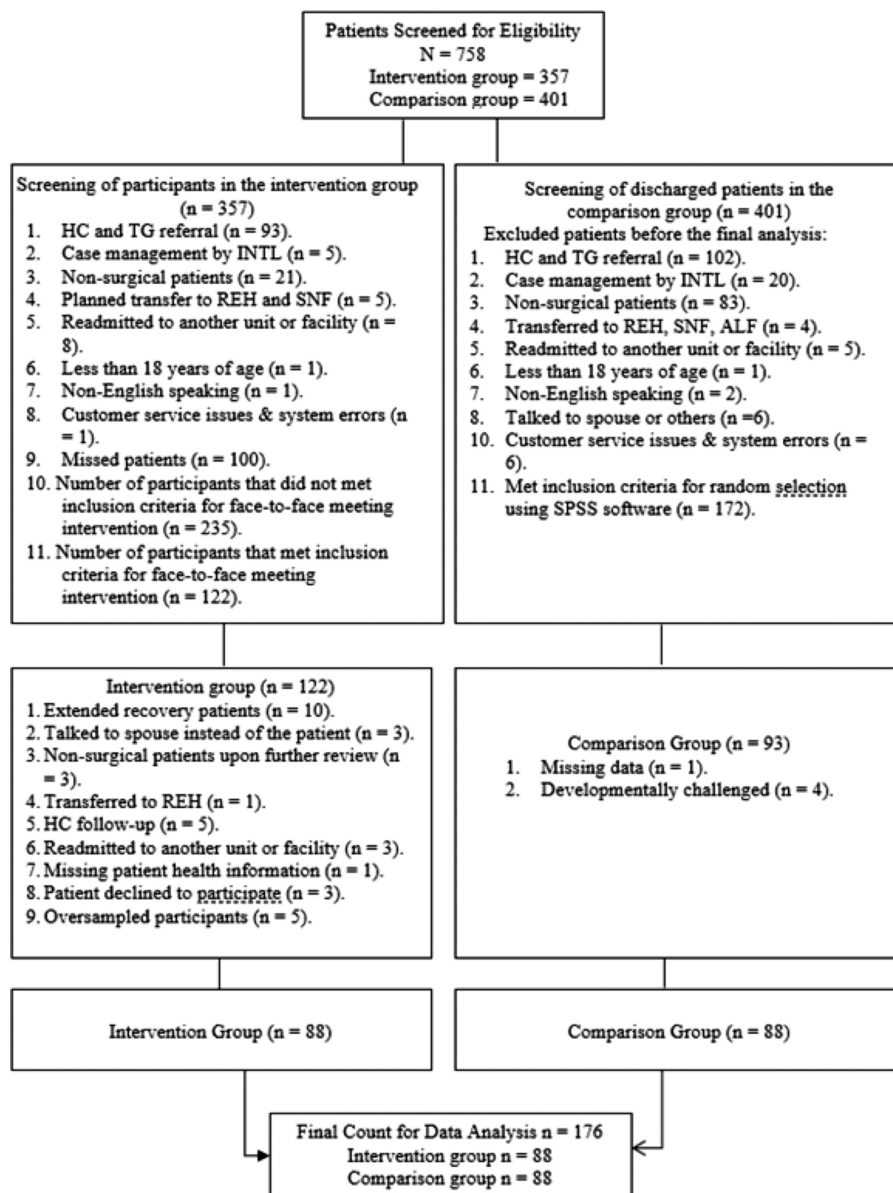 Patients Screened for Eligibility
N = 758
Intervention group = 357
Comparison group = 401
Screening of participants in the intervention group
(n = 357)
1. HC and TG referral (n = 93).
2. Case management by INTL (n = 5).
3. Non-surgical patients (n = 21).
4. Planned transfer to REH and SNF (n = 5).
5. Readmitted to another unit or facility (n =
8).
6. Less than 18 years of age (n = 1).
7. Non-English speaking (n = 1).
8. Customer service issues & system errors (n
= 1).
9. Missed patients (n = 100).
10. Number of participants that did not met
inclusion criteria for face-to-face meeting
intervention (n = 235).
11. Number of participants that met inclusion
criteria for face-to-face meeting
intervention (n = 122).
Screening of discharged patients in the
comparison group (n = 401)
Excluded patients before the final analysis:
1. HC and TG referral (n = 102).
2. Case management by INTL (n = 20).
3. Non-surgical patients (n = 83).
4. Transferred to REH, SNF, ALF (n = 4).
5. Readmitted to another unit or facility (n = 5).
6. Less than 18 years of age (n = 1).
7. Non-English speaking (n = 2).
8. Talked to spouse or others (n =6).
10. Customer service issues & system errors (n =
6).
11. Met inclusion criteria for random selection
using SPSS software (n = 172).
Intervention group (n = 122)
1. Extended recovery patients (n = 10).
2. Talked to spouse instead of the patient (n = 3).
3. Non-surgical patients upon further review (n
= 3).
4. Transferred to REH (n = 1).
5. HC follow-up (n = 5).
6. Readmitted to another unit or facility (n = 3).
7. Missing patient health information (n = 1).
8. Patient declined to participate (n = 3).
9. Oversampled participants (n = 5).
Comparison Group (n = 93)
1. Missing data (n = 1).
2. Developmentally challenged (n = 4).
Intervention Group (n = 88)
Comparison Group (n = 88)
Final Count for Data Analysis n = 176
Intervention group n = 88
Comparison group n = 88